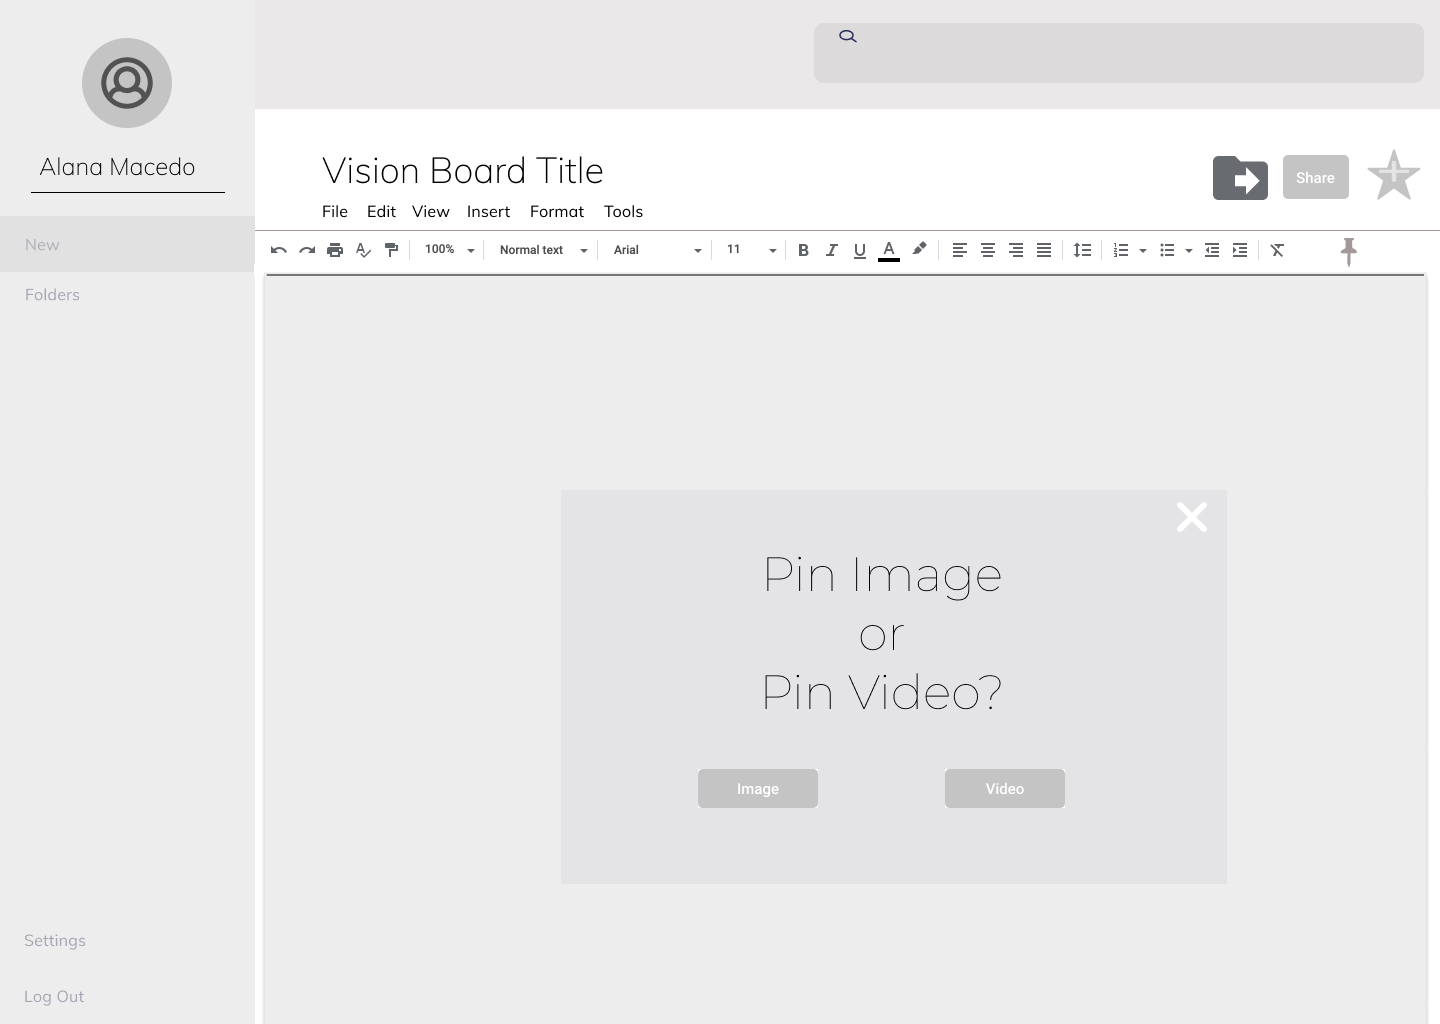 Alana Macedo
New
Folders
Settings
Log Out
Vision Board Title
Share
File Edit View Insert Format Tools
100% Normal text Arial 11 B I U A
Pin Image
or
Pin Video?
Image Video